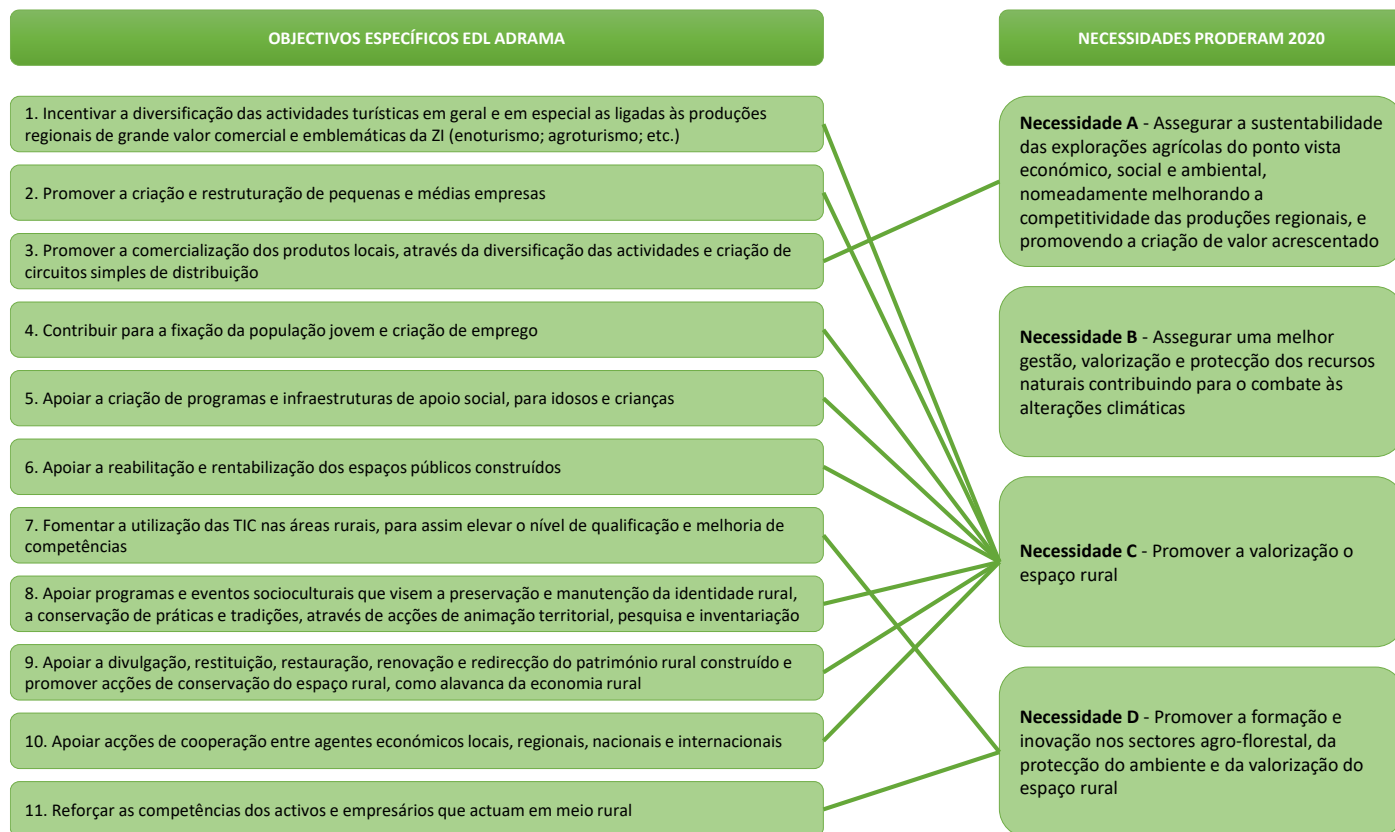 OBJECTIVOS ESPECÍFICOS EDL ADRAMA
1. Incentivar a diversificação das actividades turísticas em geral e em especial as ligadas às produções
regionais de grande valor comercial e emblemáticas da ZI (enoturismo; agroturismo; etc.)
2. Promover a criação e restruturação de pequenas e médias empresas
3. Promover a comercialização dos produtos locais, através da diversificação das actividades e criação de
circuitos simples de distribuição
4. Contribuir para a fixação da população jovem e criação de emprego
5. Apoiar a criação de programas e infraestruturas de apoio social, para idosos e crianças
6. Apoiar a reabilitação e rentabilização dos espaços públicos construídos
7. Fomentar a utilização das TIC nas áreas rurais, para assim elevar o nível de qualificação e melhoria de
competências
8. Apoiar programas e eventos socioculturais que visem a preservação e manutenção da identidade rural,
a conservação de práticas e tradições, através de acções de animação territorial, pesquisa e inventariação
9. Apoiar a divulgação, restituição, restauração, renovação e redirecção do património rural construído e
promover acções de conservação do espaço rural, como alavanca da economia rural
10. Apoiar acções de cooperação entre agentes económicos locais, regionais, nacionais e internacionais
11. Reforçar as competências dos activos e empresários que actuam em meio rural
NECESSIDADES PRODERAM 2020
Necessidade A - Assegurar a sustentabilidade
das explorações agrícolas do ponto vista
económico, social e ambiental,
nomeadamente melhorando a
competitividade das produções regionais, e
promovendo a criação de valor acrescentado
Necessidade B - Assegurar uma melhor
gestão, valorização e protecção dos recursos
naturais contribuindo para o combate às
alterações climáticas
Necessidade C - Promover a valorização o
espaço rural
Necessidade D - Promover a formação e
inovação nos sectores agro-florestal, da
protecção do ambiente e da valorização do
espaço rural